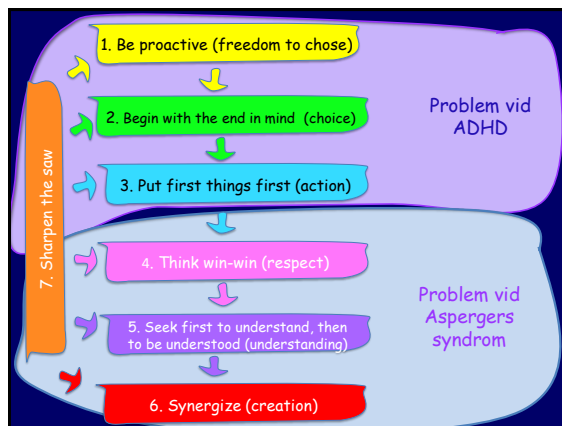 1. Be proactive (freedom to chose)
2. Begin with the end in mind (choice)
3. Put first things first (action)
Problem vid
ADHD
7. Sharpen the saw
4. Think win-win (respect)
5. Seek first to understand, then
to be understood (understanding)
6. Synergize (creation)
Problem vid
Aspergers
syndrom